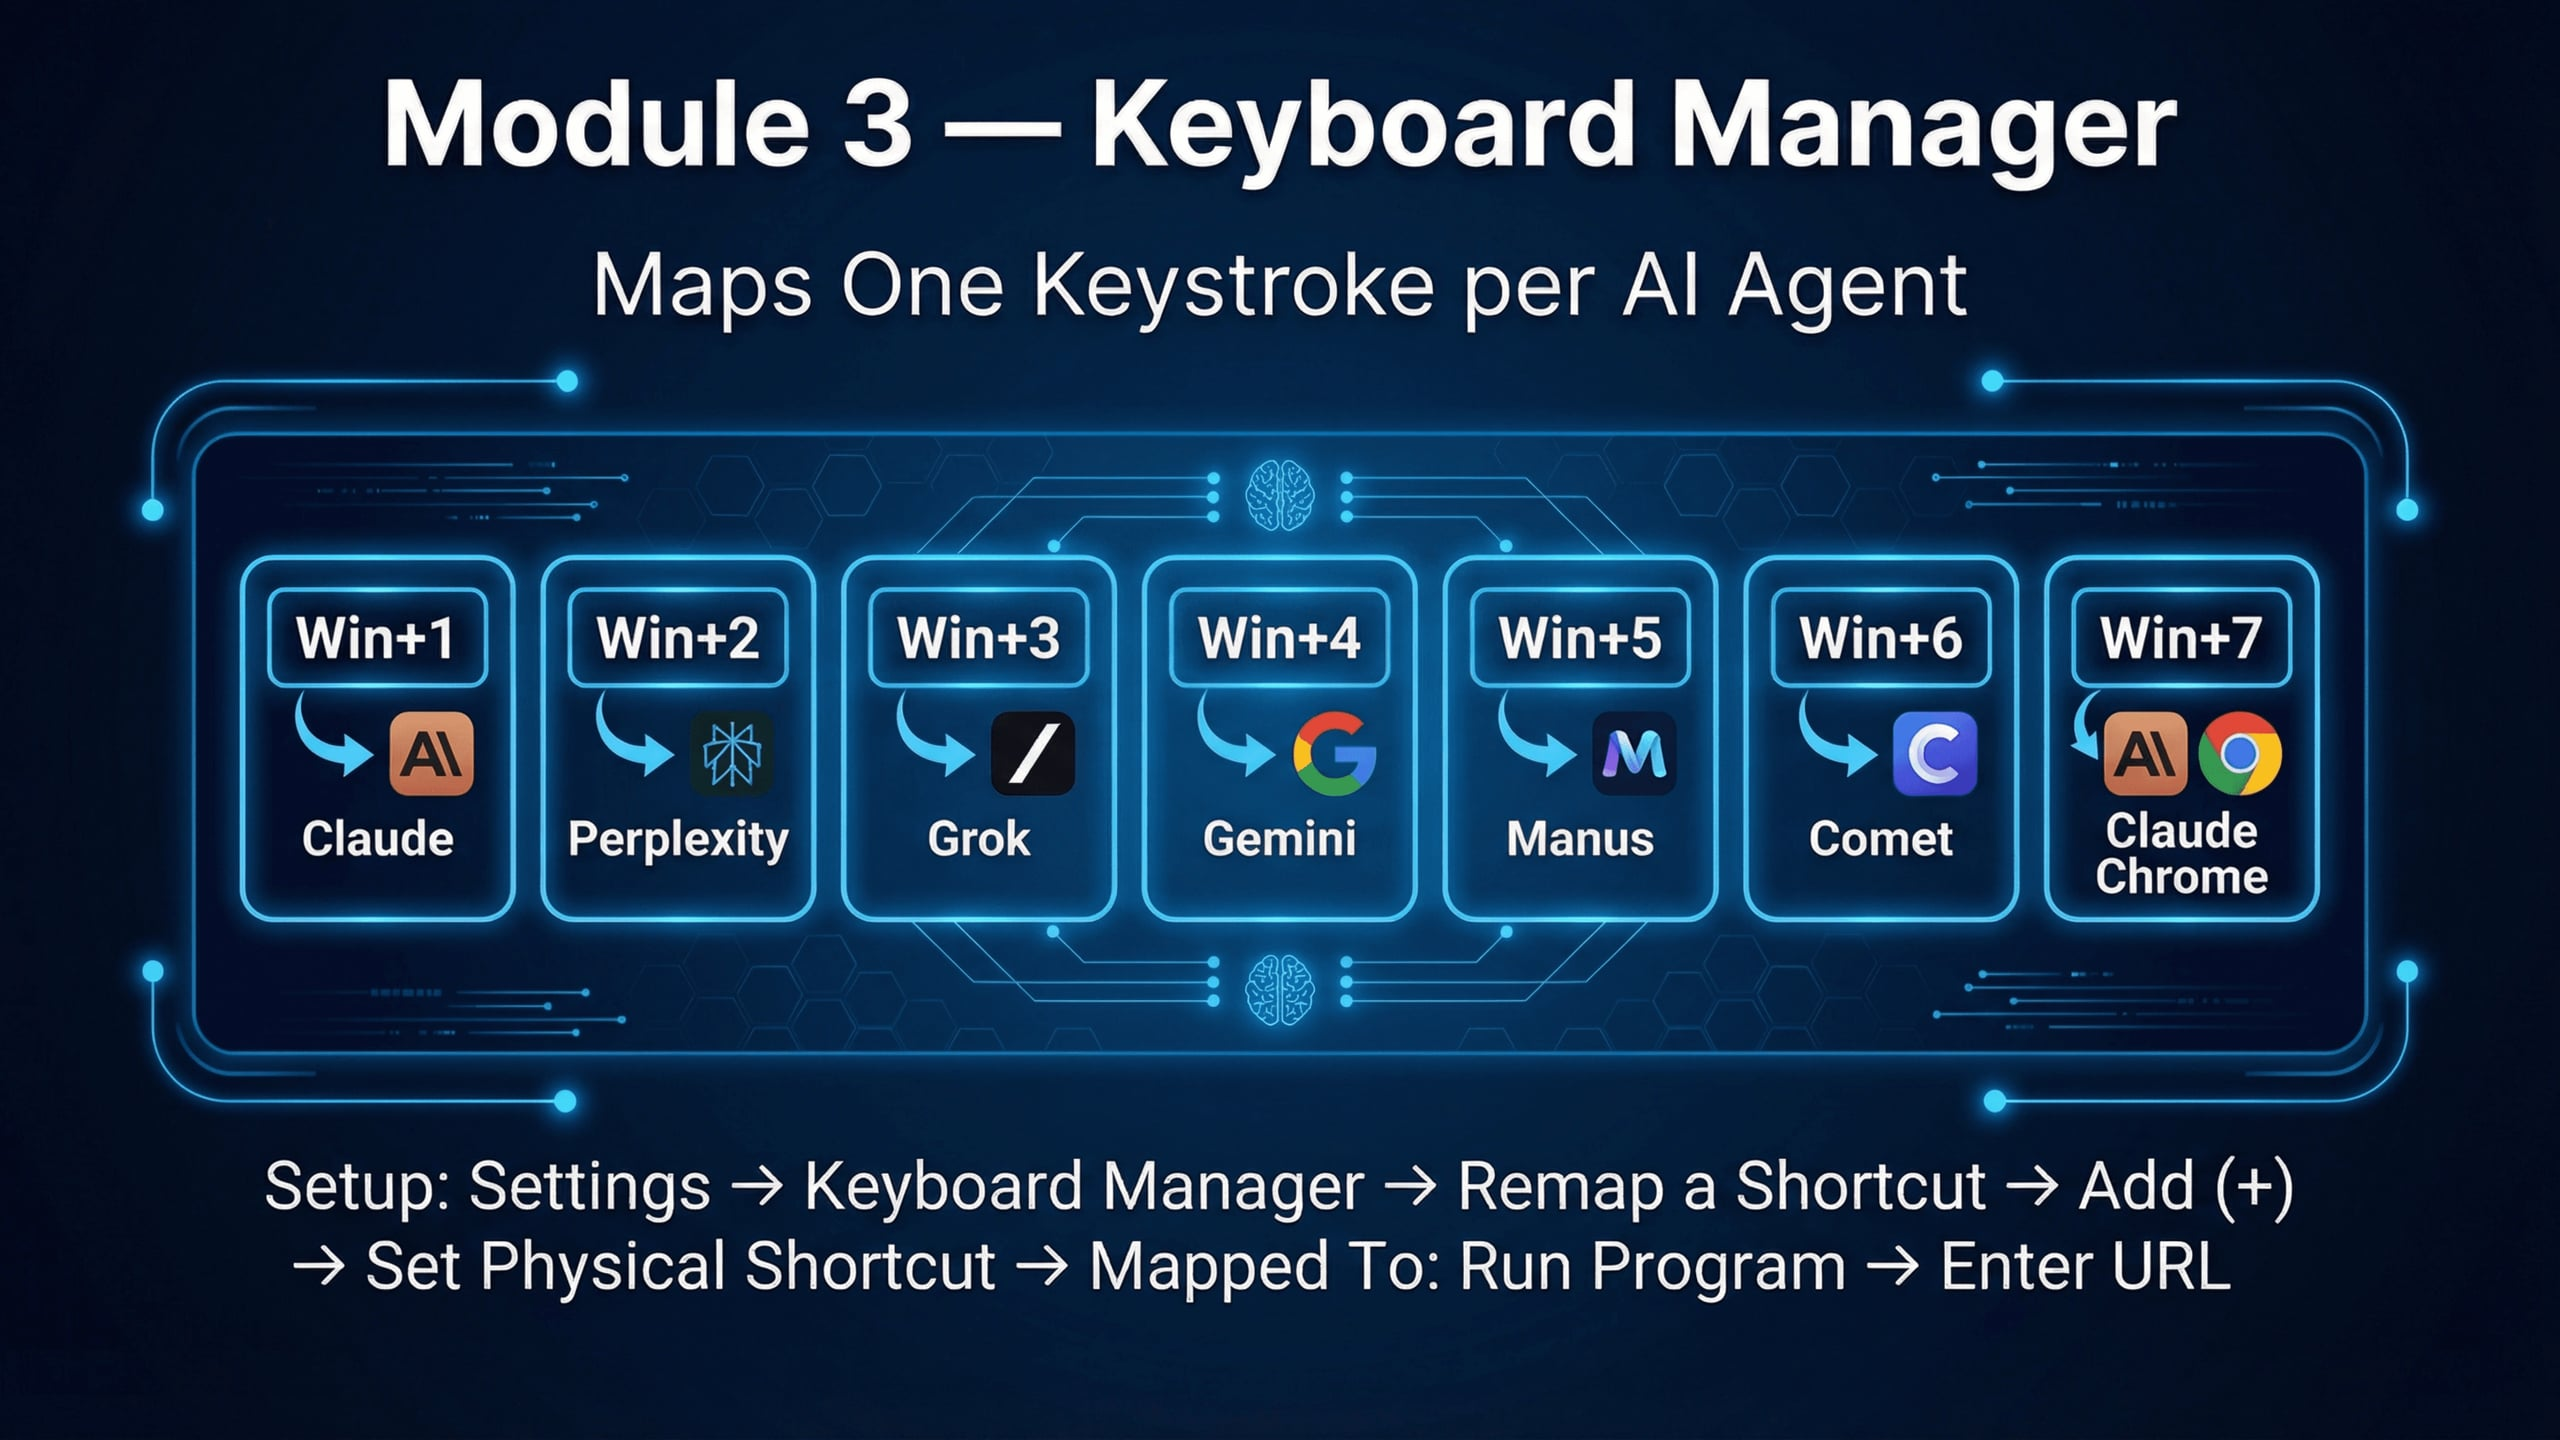 Module 3 — Keyboard Manager
Maps One Keystroke per AI Agent
Win+1
Win+2
Win+3
Win+4
Win+5
Win+6
Win+7
Claude
Perplexity
Grok
Gemini
Manus
Comet
Claude
Chrome
Setup: Settings → Keyboard Manager → Remap a Shortcut → Add (+)
→ Set Physical Shortcut → Mapped To: Run Program → Enter URL